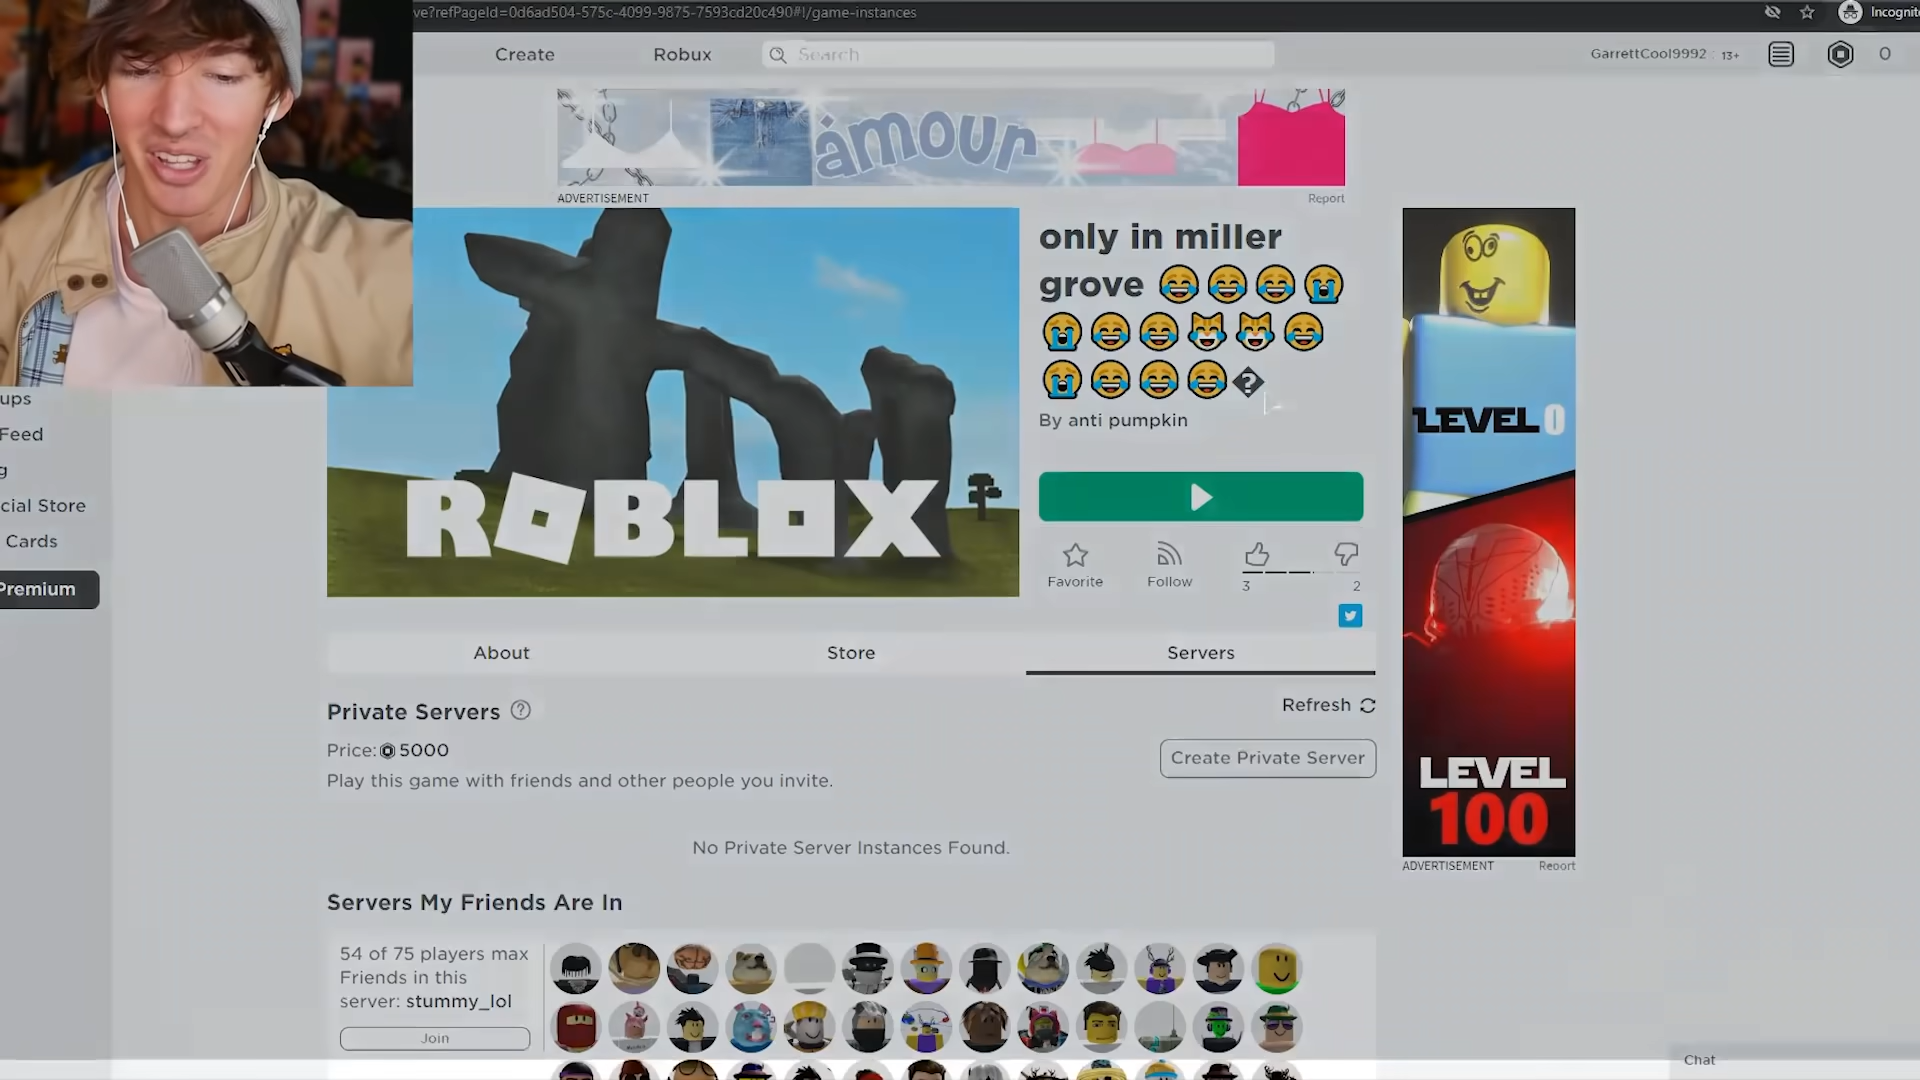 ve?refPageId=0d6ad504-575c-4099-9875-7593cd20c490#!/game-instances
Incognit
Create
Robux
Search
GarrettCool9992 : 13+
0
amour
ADVERTISEMENT
Report
ROBLOX
only in miller
grove 😂😂😂😭
😭😂😂😹😹😂
😭😂😂😂�
By anti pumpkin
Favorite
Follow
3
2
ups
Feed
g
cial Store
Cards
Premium
LEVEL 0
LEVEL
100
ADVERTISEMENT
Report
About
Store
Servers
Private Servers
Refresh
Price: 5000
Create Private Server
Play this game with friends and other people you invite.
No Private Server Instances Found.
Servers My Friends Are In
54 of 75 players max
Friends in this
server: stummy_lol
Join
Chat